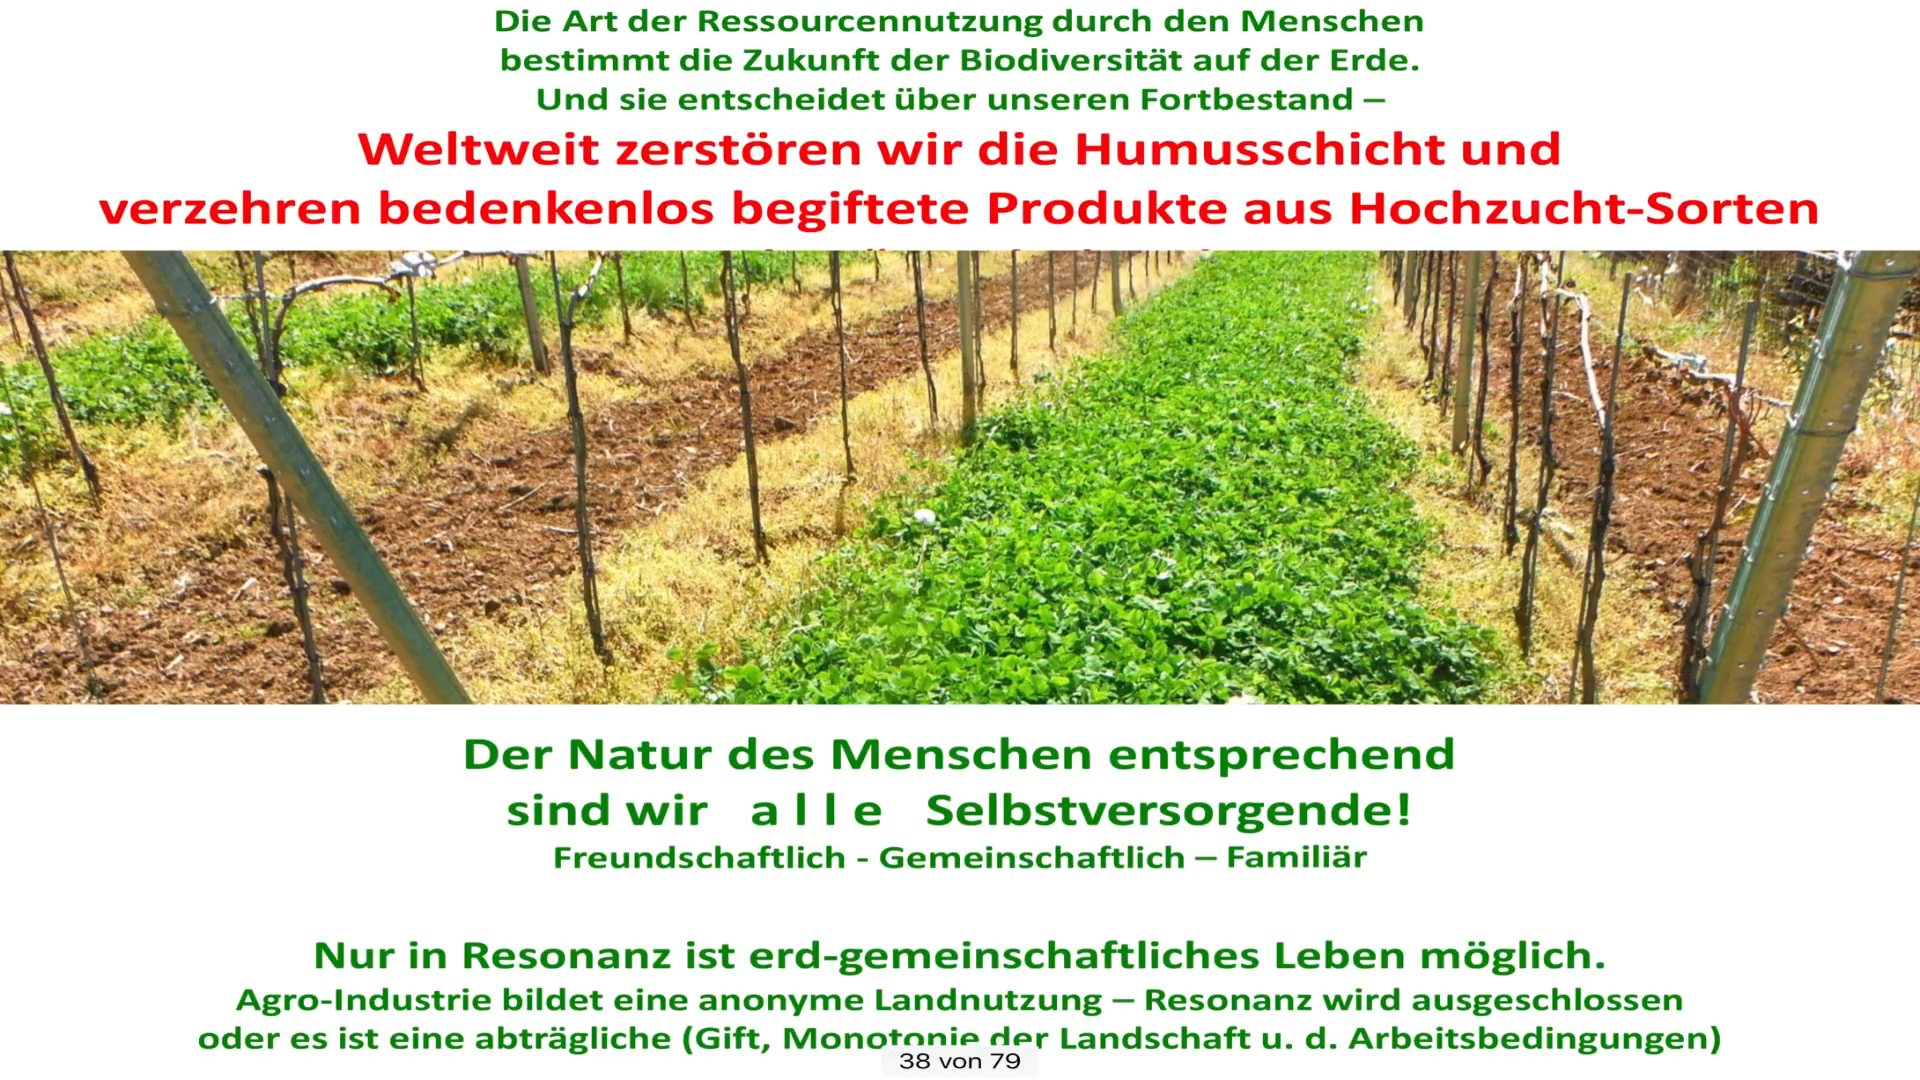 Die Art der Ressourcennutzung durch den Menschen
bestimmt die Zukunft der Biodiversität auf der Erde.
Und sie entscheidet über unseren Fortbestand –
Weltweit zerstören wir die Humusschicht und
verzehren bedenkenlos begiftete Produkte aus Hochzucht-Sorten
Der Natur des Menschen entsprechend
sind wir a l l e Selbstversorgende!
Freundschaftlich - Gemeinschaftlich – Familiär
Nur in Resonanz ist erd-gemeinschaftliches Leben möglich.
Agro-Industrie bildet eine anonyme Landnutzung – Resonanz wird ausgeschlossen
oder es ist eine abträgliche (Gift, Monotonie der Landschaft u. d. Arbeitsbedingungen)
38 von 79